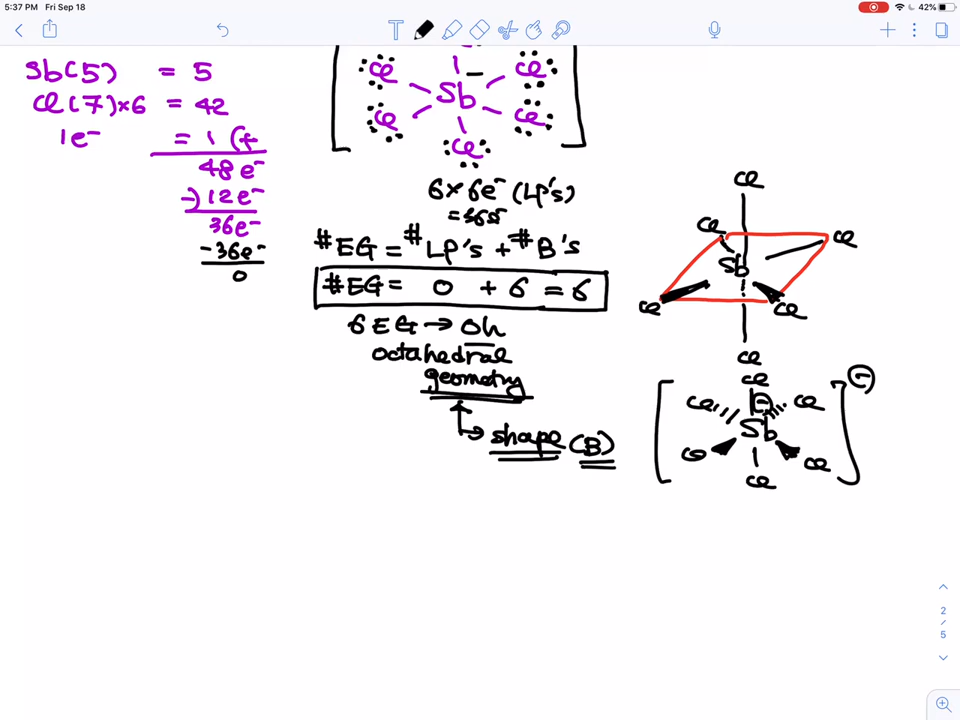 5:37 PM Fri Sep 18
42%
Sb(5) = 5
Cl(7)×6 = 42
1e⁻ = 1 (+
48 e⁻
-) 12e⁻
36e⁻
-36e⁻
0
Cl Cl
Sb
Cl Cl
Cl
6 × 6e⁻ (LP's)
#EG = #LP's + #B's
#EG = 0 + 6 = 6
6 EG → Oh
octahedral
geometry
shape (B)
Cl
Cl Cl
Sb
Cl Cl
Cl
Cl
Cl Cl
Sb
Cl Cl
Cl
2
/
5